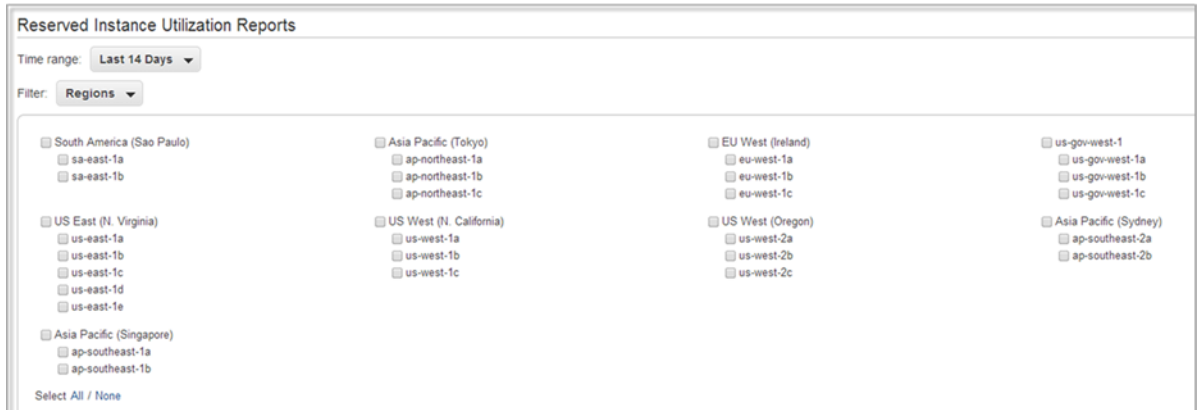 Reserved Instance Utilization Reports
Time range: Last 14 Days
Filter: Regions
South America (Sao Paulo)
sa-east-1a
sa-east-1b
Asia Pacific (Tokyo)
ap-northeast-1a
ap-northeast-1b
ap-northeast-1c
EU West (Ireland)
eu-west-1a
eu-west-1b
eu-west-1c
us-gov-west-1
us-gov-west-1a
us-gov-west-1b
us-gov-west-1c
US East (N. Virginia)
us-east-1a
us-east-1b
us-east-1c
us-east-1d
us-east-1e
US West (N. California)
us-west-1a
us-west-1b
us-west-1c
US West (Oregon)
us-west-2a
us-west-2b
us-west-2c
Asia Pacific (Sydney)
ap-southeast-2a
ap-southeast-2b
Asia Pacific (Singapore)
ap-southeast-1a
ap-southeast-1b
Select All / None